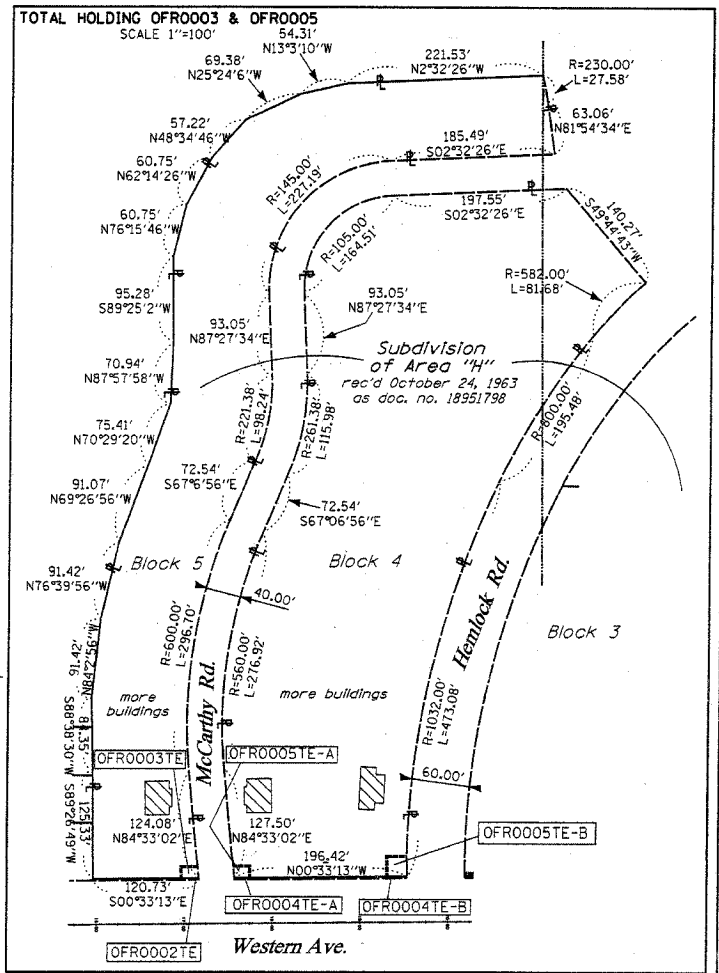 TOTAL HOLDING OFR0003 & OFR0005
SCALE 1"=100'
54.31'
N13°3'10"W
69.38'
N25°24'6"W
221.53'
N2°32'26"W
R=230.00'
L=27.58'
63.06'
N81°54'34"E
57.22'
N48°34'46"W
185.49'
S02°32'26"E
60.75'
N62°14'26"W
R=145.00'
L=227.19'
197.55'
S02°32'26"E
140.27'
S49°44'43"W
60.75'
N76°15'46"W
R=105.00'
L=164.51'
R=582.00'
L=81.68'
95.28'
S89°25'2"W
93.05'
N87°27'34"E
93.05'
N87°27'34"E
Subdivision
of Area "H"
rec'd October 24, 1963
as doc. no. 18951798
70.94'
N87°57'58"W
R=221.38'
L=98.24'
R=261.38'
L=115.98'
R=800.00'
L=195.48'
75.41'
N70°29'20"W
72.54'
S67°6'56"E
72.54'
S67°06'56"E
91.07'
N69°26'56"W
Block 5
Block 4
91.42'
N76°39'56"W
40.00'
Hemlock Rd.
Block 3
R=600.00'
L=296.70'
R=560.00'
L=276.92'
91.42'
N84°2'56"W
more
buildings
McCarthy Rd.
more buildings
R=1032.00'
L=473.08'
84.35'
S88°38'30"W
OFR0003TE
OFR0005TE-A
60.00'
125.33'
S89°26'49"W
124.08'
N84°33'02"E
127.50'
N84°33'02"E
OFR0005TE-B
196.42'
N00°33'13"W
120.73'
S00°33'13"E
OFR0004TE-A
OFR0004TE-B
OFR0002TE
Western Ave.